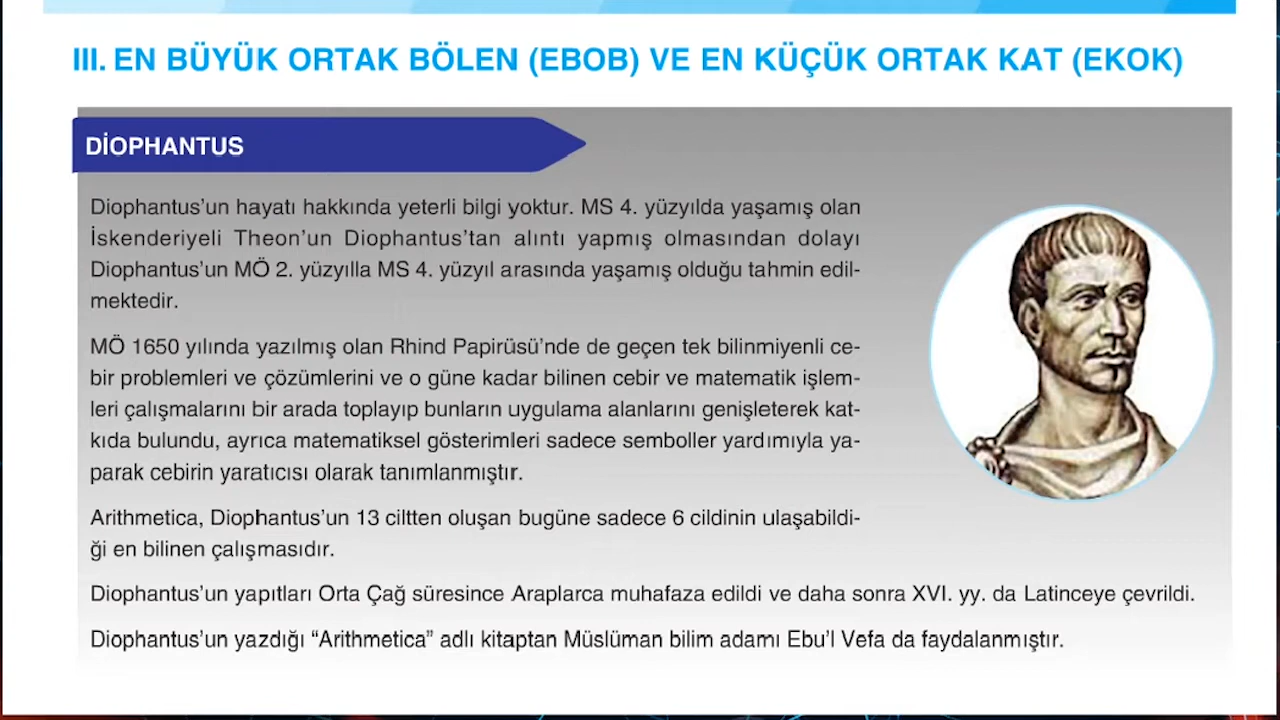 III. EN BÜYÜK ORTAK BÖLEN (EBOB) VE EN KÜÇÜK ORTAK KAT (EKOK)
DİOPHANTUS
Diophantus’un hayatı hakkında yeterli bilgi yoktur. MS 4. yüzyılda yaşamış olan
İskenderiyeli Theon’un Diophantus’tan alıntı yapmış olmasından dolayı
Diophantus’un MÖ 2. yüzyılla MS 4. yüzyıl arasında yaşamış olduğu tahmin edil-
mektedir.
MÖ 1650 yılında yazılmış olan Rhind Papirüsü’nde de geçen tek bilinmiyenli ce-
bir problemleri ve çözümlerini ve o güne kadar bilinen cebir ve matematik işlem-
leri çalışmalarını bir arada toplayıp bunların uygulama alanlarını genişleterek kat-
kıda bulundu, ayrıca matematiksel gösterimleri sadece semboller yardımıyla ya-
parak cebirin yaratıcısı olarak tanımlanmıştır.
Arithmetica, Diophantus’un 13 ciltten oluşan bugüne sadece 6 cildinin ulaşabildi-
ği en bilinen çalışmasıdır.
Diophantus’un yapıtları Orta Çağ süresince Araplarca muhafaza edildi ve daha sonra XVI. yy. da Latinceye çevrildi.
Diophantus’un yazdığı “Arithmetica” adlı kitaptan Müslüman bilim adamı Ebu’l Vefa da faydalanmıştır.